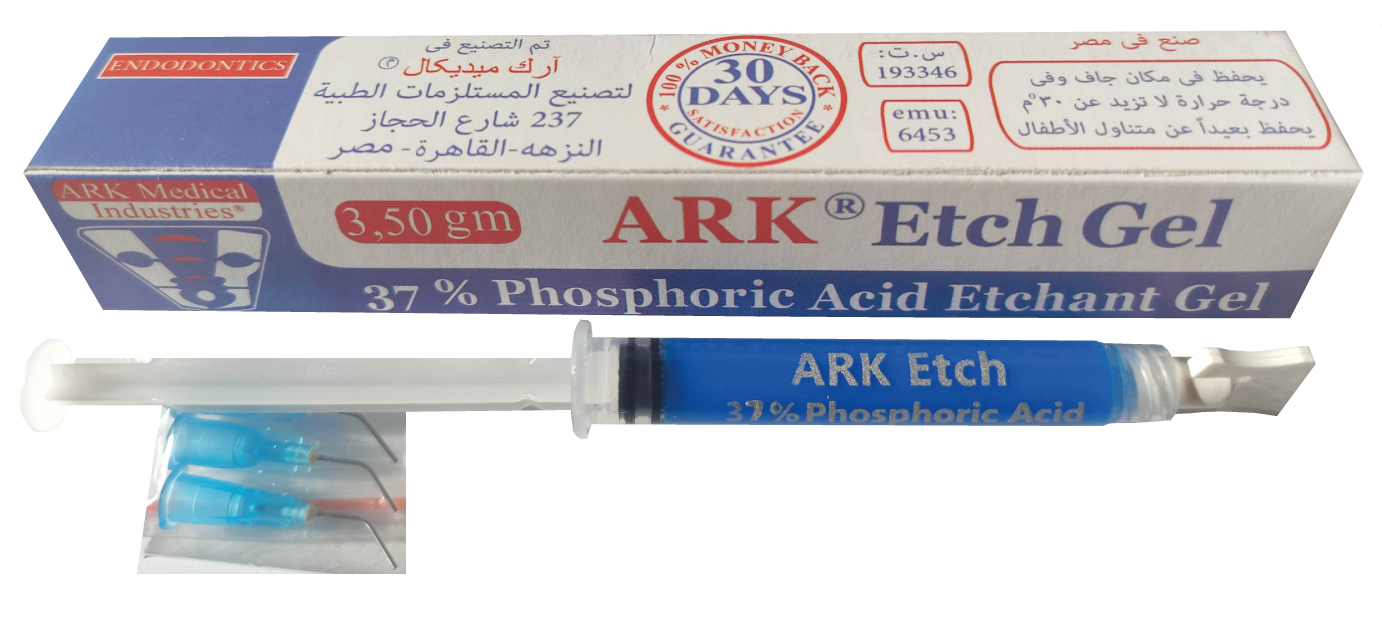 ENDODONTICS
تم التصنيع فى
آرك ميديكال ®
لتصنيع المستلزمات الطبية
237 شارع الحجاز
النزهه-القاهرة - مصر
100 % MONEY BACK
30
DAYS
SATISFACTION
GUARANTEE
س.ت:
193346
emu:
6453
صنع فى مصر
يحفظ فى مكان جاف وفى
درجة حرارة لا تزيد عن ٣٠°م
يحفظ بعيداً عن متناول الأطفال
ARK Medical
Industries®
3,50 gm
ARK® Etch Gel
37 % Phosphoric Acid Etchant Gel
ARK Etch
37% Phosphoric Acid